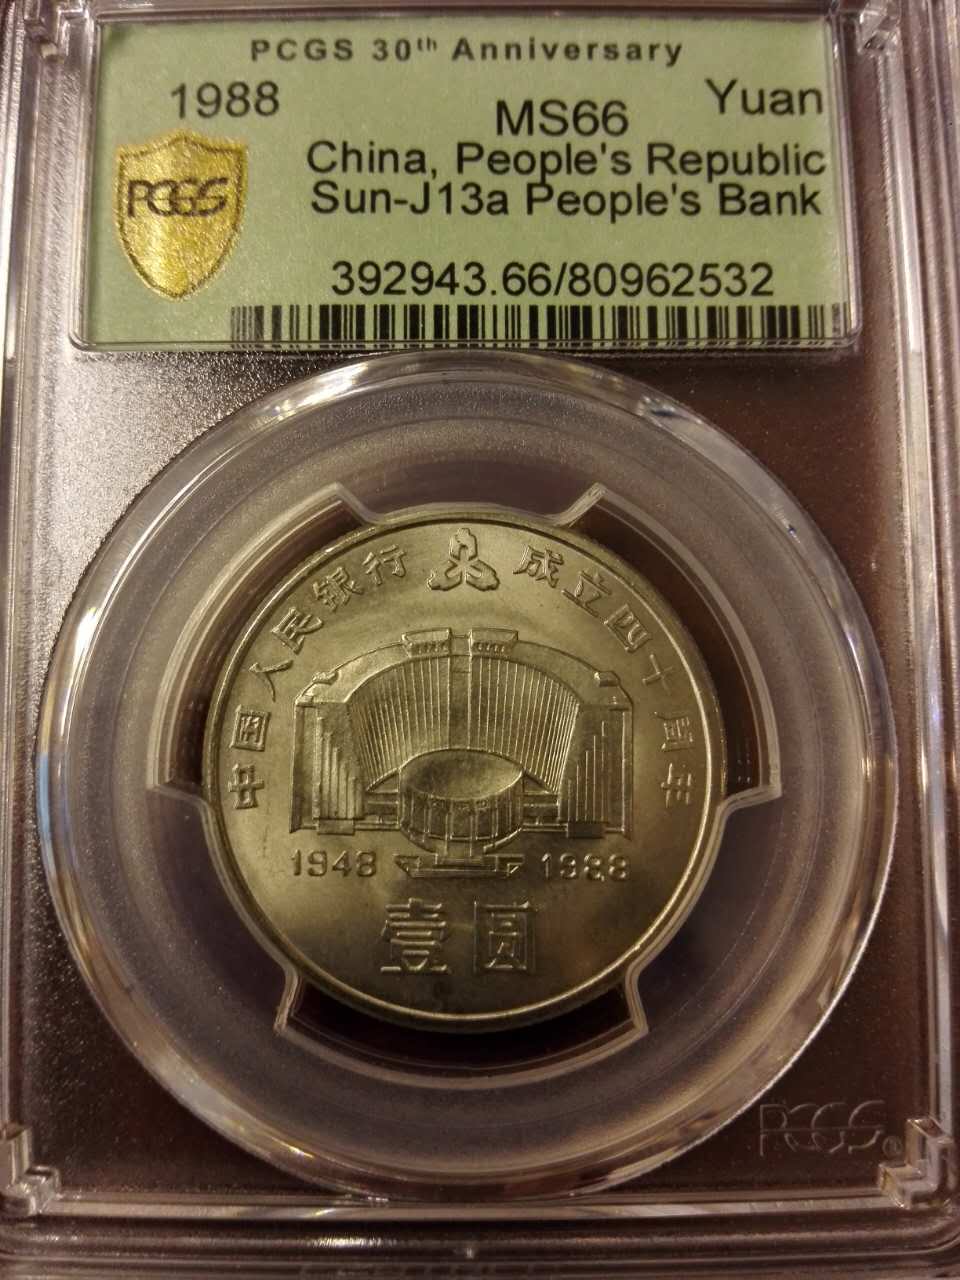 PCGS 30th Anniversary
1988 MS66 Yuan
PCGS China, People's Republic
Sun-J13a People's Bank
392943.66/80962532
中国人民银行 成立四十周年
1948 1988
壹圆
PCGS